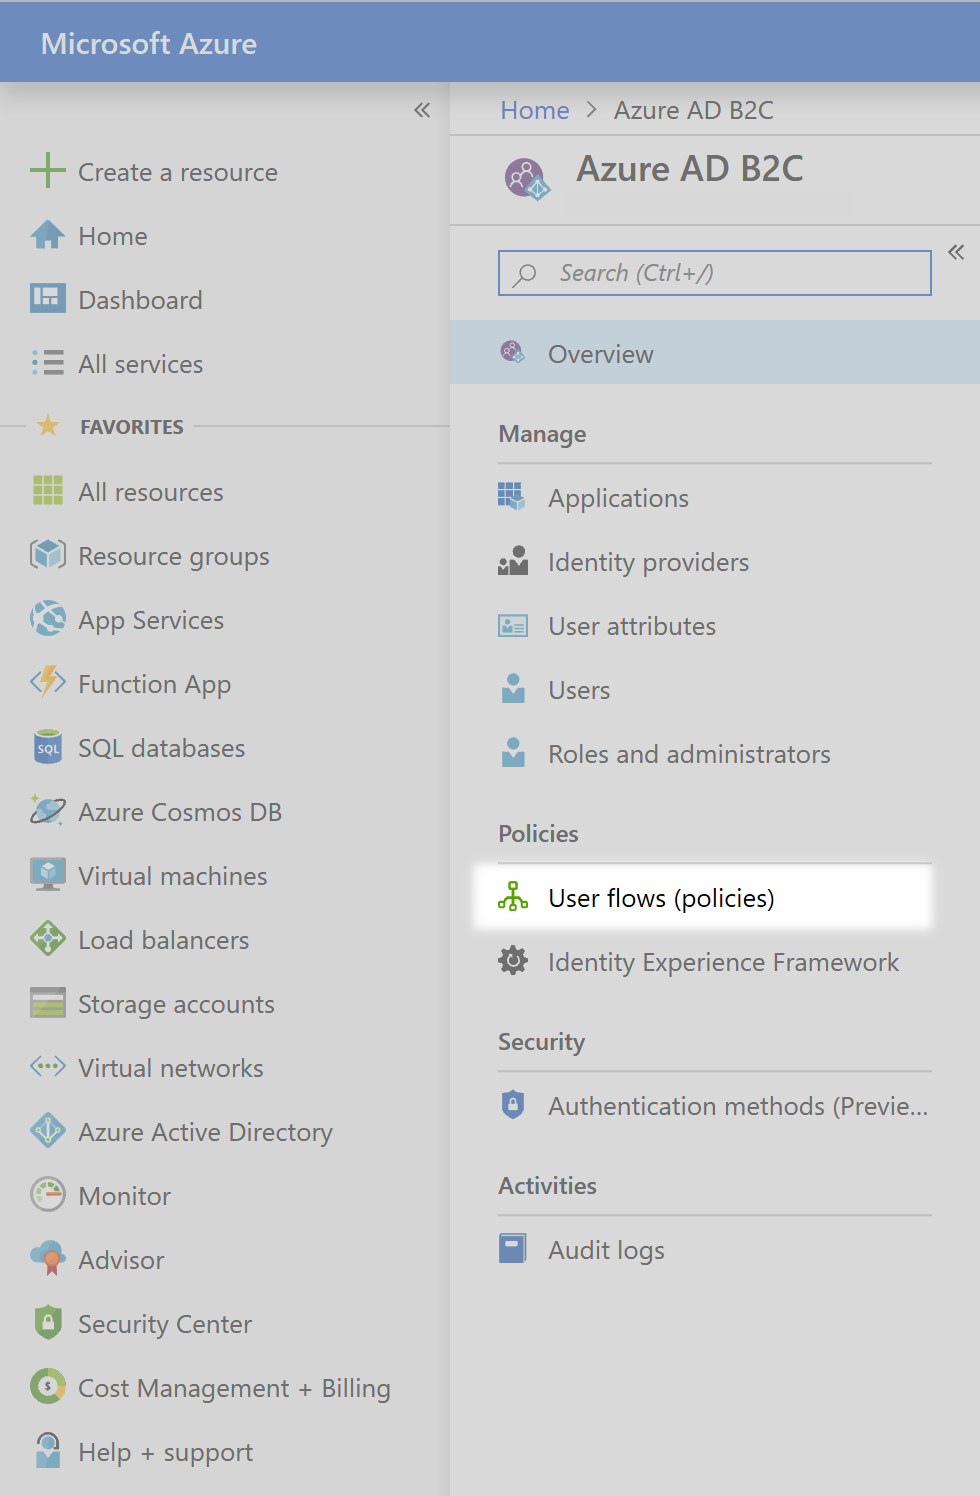 Microsoft Azure
Create a resource
Home
Dashboard
All services
FAVORITES
All resources
Resource groups
App Services
Function App
SQL
SQL databases
Azure Cosmos DB
Virtual machines
Load balancers
Storage accounts
Virtual networks
Azure Active Directory
Monitor
Advisor
Security Center
$
Cost Management + Billing
Help + support
Home > Azure AD B2C
Azure AD B2C
Search (Ctrl+/)
Overview
Manage
Applications
Identity providers
User attributes
Users
Roles and administrators
Policies
User flows (policies)
Identity Experience Framework
Security
Authentication methods (Previe...
Activities
Audit logs